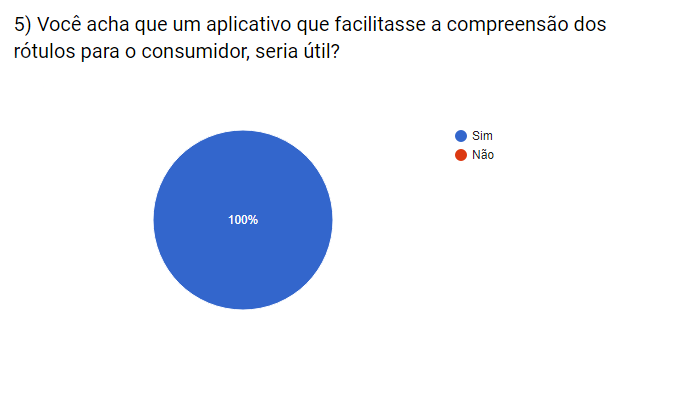 5) Você acha que um aplicativo que facilitasse a compreensão dos
rótulos para o consumidor, seria útil?
Sim
Não
100%